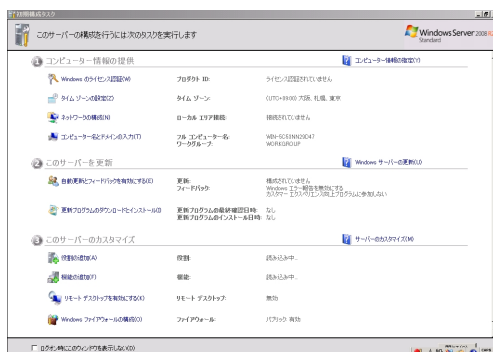 初期構成タスク
このサーバーの構成を行うには次のタスクを実行します
Windows Server 2008 R2
Standard
1 コンピューター情報の提供
コンピューター情報の指定(Y)
Windows のライセンス認証(W) プロダクト ID: ライセンス認証されていません
タイム ゾーンの設定(Z) タイム ゾーン: (UTC+09:00) 大阪、札幌、東京
ネットワークの構成(N) ローカル エリア接続: 接続されていません
コンピューター名とドメインの入力(T) フル コンピューター名:
ワークグループ: WORKGROUP
2 このサーバーを更新
Windows サーバーの更新(U)
自動更新とフィードバックを有効にする(E) 更新: 構成されていません
フィードバック: Windows エラー報告を無効にする
カスタマー エクスペリエンス向上プログラムに参加しない
更新プログラムのダウンロードとインストール(I) 更新プログラムの最終確認日時: なし
更新プログラムのインストール日時: なし
3 このサーバーのカスタマイズ
サーバーのカスタマイズ(M)
役割の追加(A) 役割: 読み込み中...
機能の追加(F) 機能: 読み込み中...
リモート デスクトップを有効にする(K) リモート デスクトップ: 無効
Windows ファイアウォールの構成(O) ファイアウォール: パブリック: 有効
ログオン時にこのウィンドウを表示しない(D)